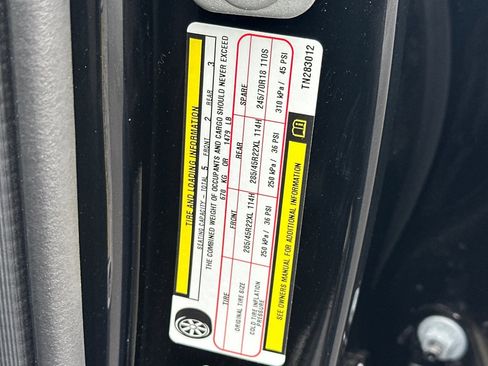 TIRE AND LOADING INFORMATION
SEATING CAPACITY - TOTAL 5 FRONT 2 REAR 3
THE COMBINED WEIGHT OF OCCUPANTS AND CARGO SHOULD NEVER EXCEED
670 KG OR 1479 LB
TIRE FRONT REAR SPARE
ORIGINAL TIRE SIZE 285/45R22XL 114H 285/45R22XL 114H 245/70R18 110S
COLD TIRE INFLATION PRESSURE 250 kPa / 36 PSI 250 kPa / 36 PSI 310 kPa / 45 PSI
SEE OWNERS MANUAL FOR ADDITIONAL INFORMATION
TN283012